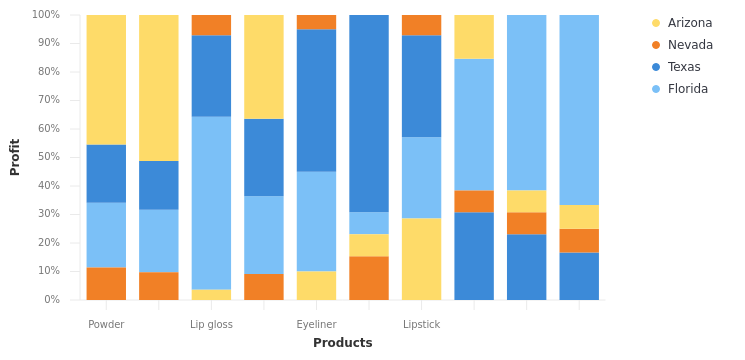 100%
90%
80%
70%
60%
50%
40%
30%
20%
10%
0%
Profit
Powder
Lip gloss
Eyeliner
Lipstick
Products
Arizona
Nevada
Texas
Florida